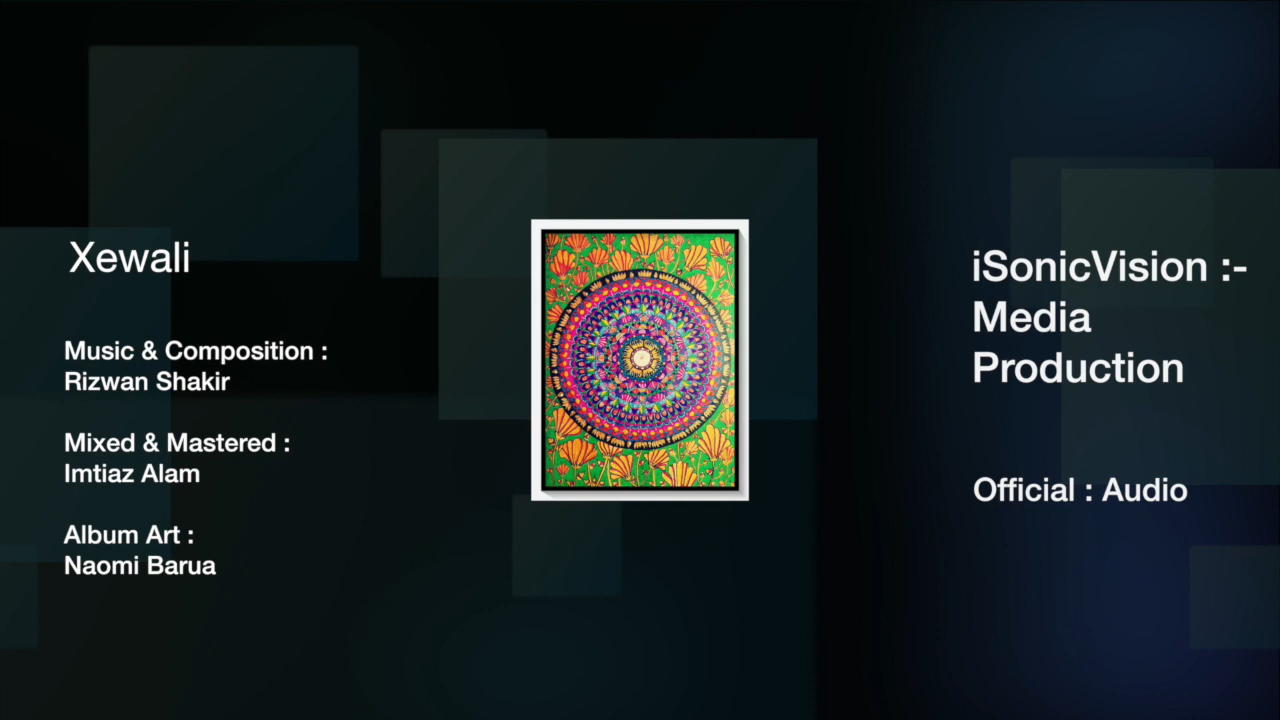 Xewali
Music & Composition :
Rizwan Shakir
Mixed & Mastered :
Imtiaz Alam
Album Art :
Naomi Barua
iSonicVision :-
Media
Production
Official : Audio